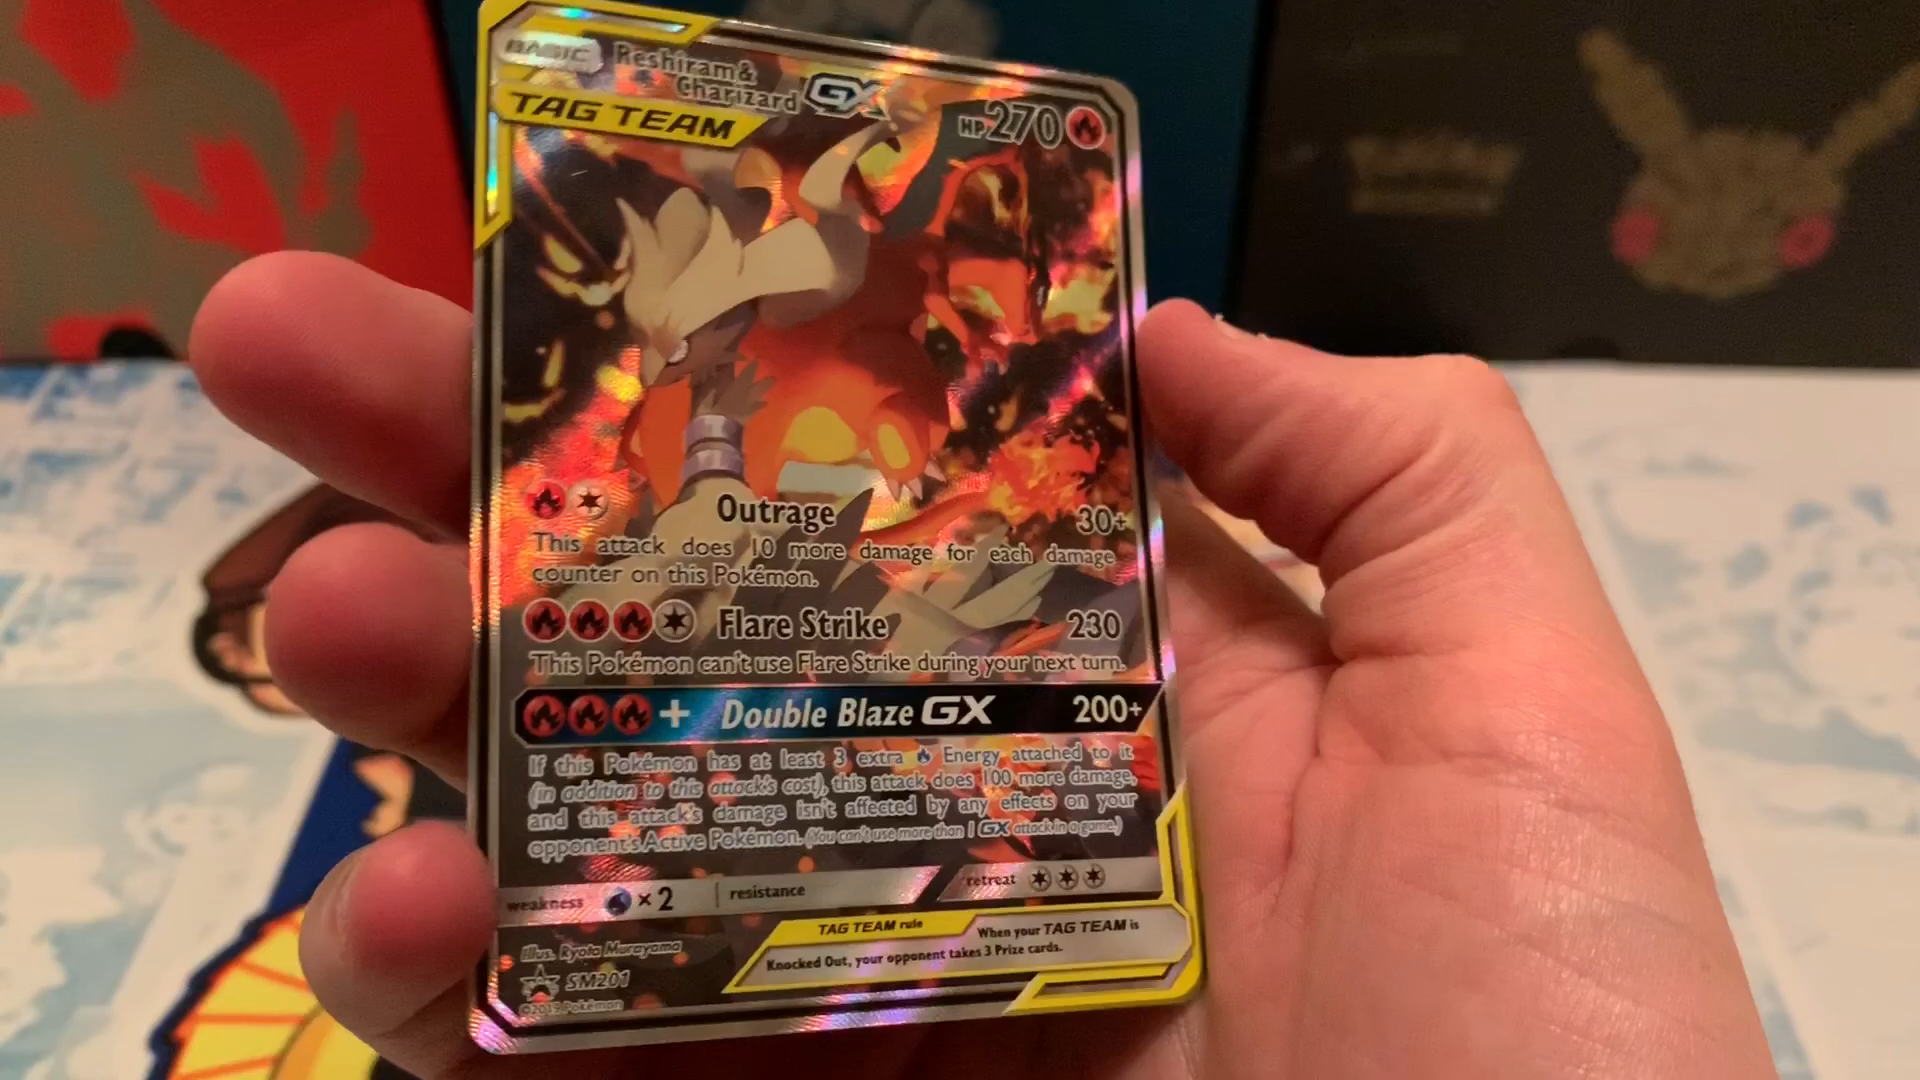 BASIC Reshiram&
Charizard GX
HP270
TAG TEAM
Outrage 30+
This attack does 10 more damage for each damage
counter on this Pokémon.
Flare Strike 230
This Pokémon can't use Flare Strike during your next turn.
+ Double Blaze GX 200+
If this Pokémon has at least 3 extra Energy attached to it
(in addition to this attack's cost), this attack does 100 more damage,
and this attack's damage isn't affected by any effects on your
opponent's Active Pokémon. (You can't use more than 1 GX attack in a game.)
weakness ×2 resistance retreat
TAG TEAM rule When your TAG TEAM is
Knocked Out, your opponent takes 3 Prize cards.
Illus. Ryota Murayama
SM201
©2019 Pokémon